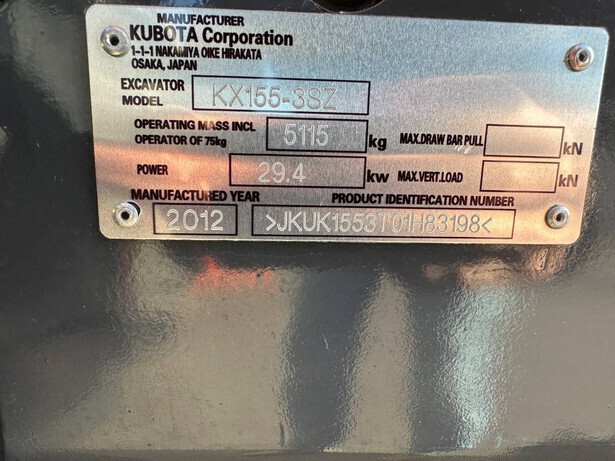 MANUFACTURER
KUBOTA Corporation
1-1-1 NAKAMIYA OIKE HIRAKATA
OSAKA, JAPAN
EXCAVATOR MODEL KX155-3SZ
OPERATING MASS INCL OPERATOR OF 75kg 5115 kg MAX.DRAW BAR PULL kN
POWER 29.4 kw MAX.VERT.LOAD kN
MANUFACTURED YEAR PRODUCT IDENTIFICATION NUMBER
2012 >JKUK1553T01H83198<